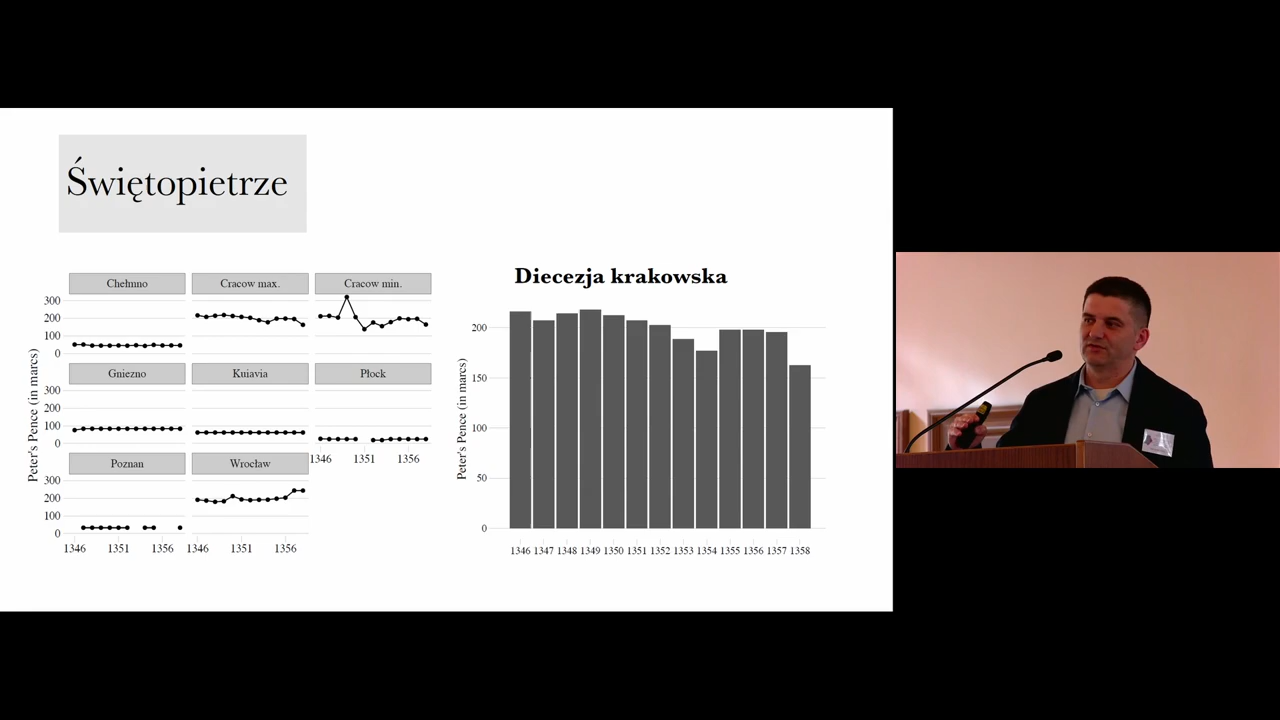 Świętopietrze
Peter's Pence (in marcs)
Chełmno
Cracow max.
Cracow min.
300
200
100
0
Gniezno
Kuiavia
Płock
300
200
100
0
1346 1351 1356
Poznan
Wrocław
300
200
100
0
1346 1351 1356 1346 1351 1356
Diecezja krakowska
Peter's Pence (in marcs)
200
150
100
50
0
1346 1347 1348 1349 1350 1351 1352 1353 1354 1355 1356 1357 1358